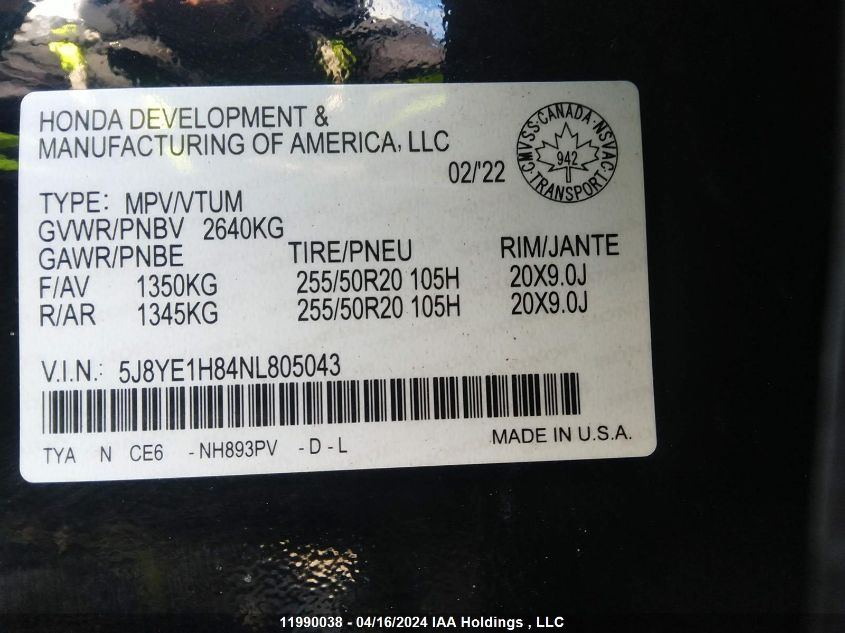 HONDA DEVELOPMENT &
MANUFACTURING OF AMERICA, LLC
02/'22
CMVSS·CANADA·NSVAC
942
TRANSPORT
TYPE: MPV/VTUM
GVWR/PNBV 2640KG
GAWR/PNBE TIRE/PNEU RIM/JANTE
F/AV 1350KG 255/50R20 105H 20X9.0J
R/AR 1345KG 255/50R20 105H 20X9.0J
V.I.N.: 5J8YE1H84NL805043
TYA N CE6 -NH893PV -D-L MADE IN U.S.A.
11990038 - 04/16/2024 IAA Holdings , LLC